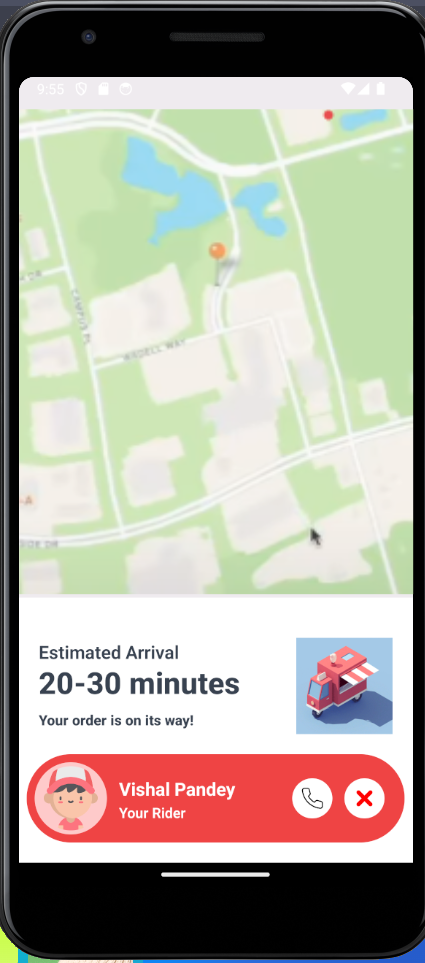 9:55
CAMPUS PL
WARDELL WAY
Estimated Arrival
20-30 minutes
Your order is on its way!
Vishal Pandey
Your Rider